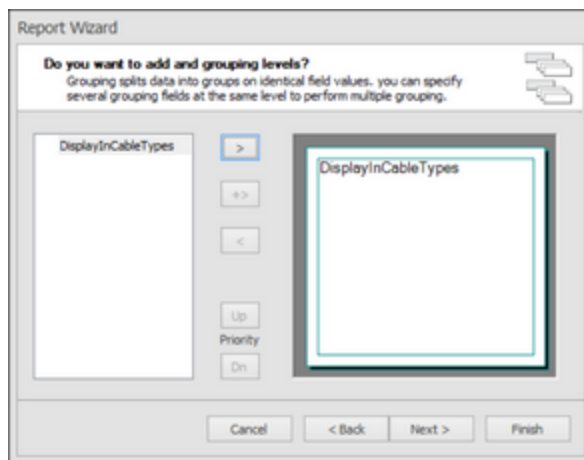 Report Wizard
Do you want to add and grouping levels?
Grouping splits data into groups on identical field values. you can specify
several grouping fields at the same level to perform multiple grouping.
DisplayInCableTypes
>
DisplayInCableTypes
+>
<
Up
Priority
Dn
Cancel
< Back
Next >
Finish